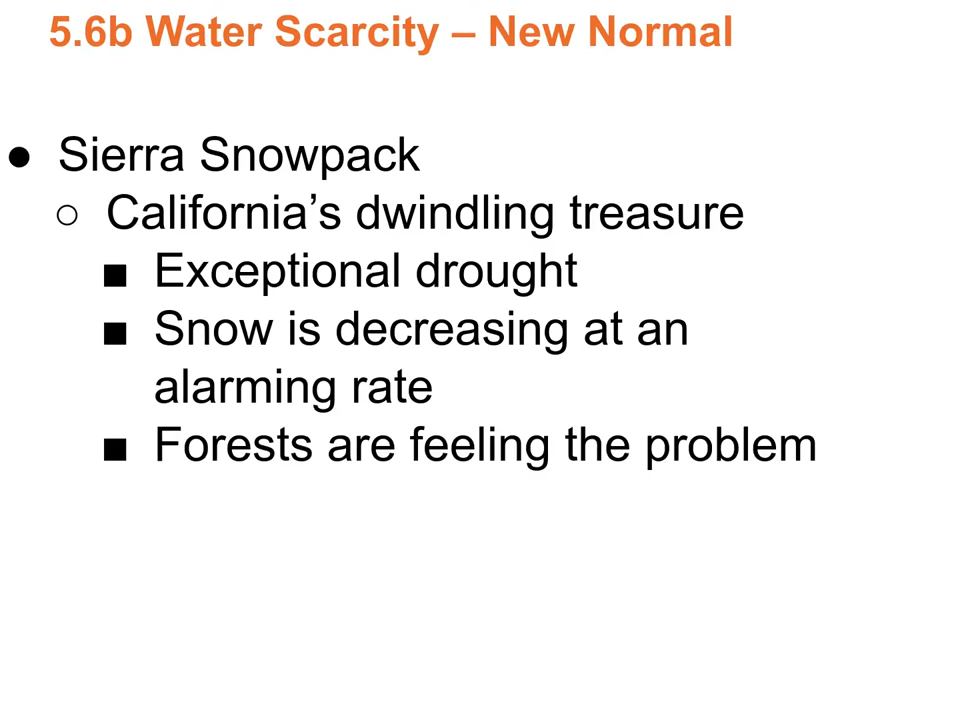 5.6b Water Scarcity – New Normal
● Sierra Snowpack
○ California’s dwindling treasure
■ Exceptional drought
■ Snow is decreasing at an
alarming rate
■ Forests are feeling the problem